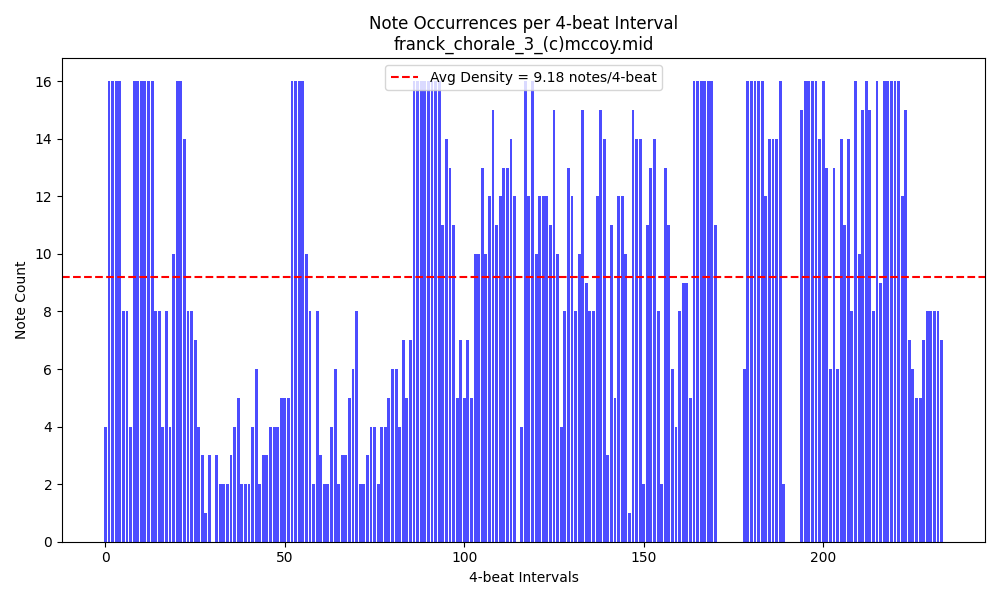 Note Occurrences per 4-beat Interval
franck_chorale_3_(c)mccoy.mid
Avg Density = 9.18 notes/4-beat
Note Count
16
14
12
10
8
6
4
2
0
0 50 100 150 200
4-beat Intervals